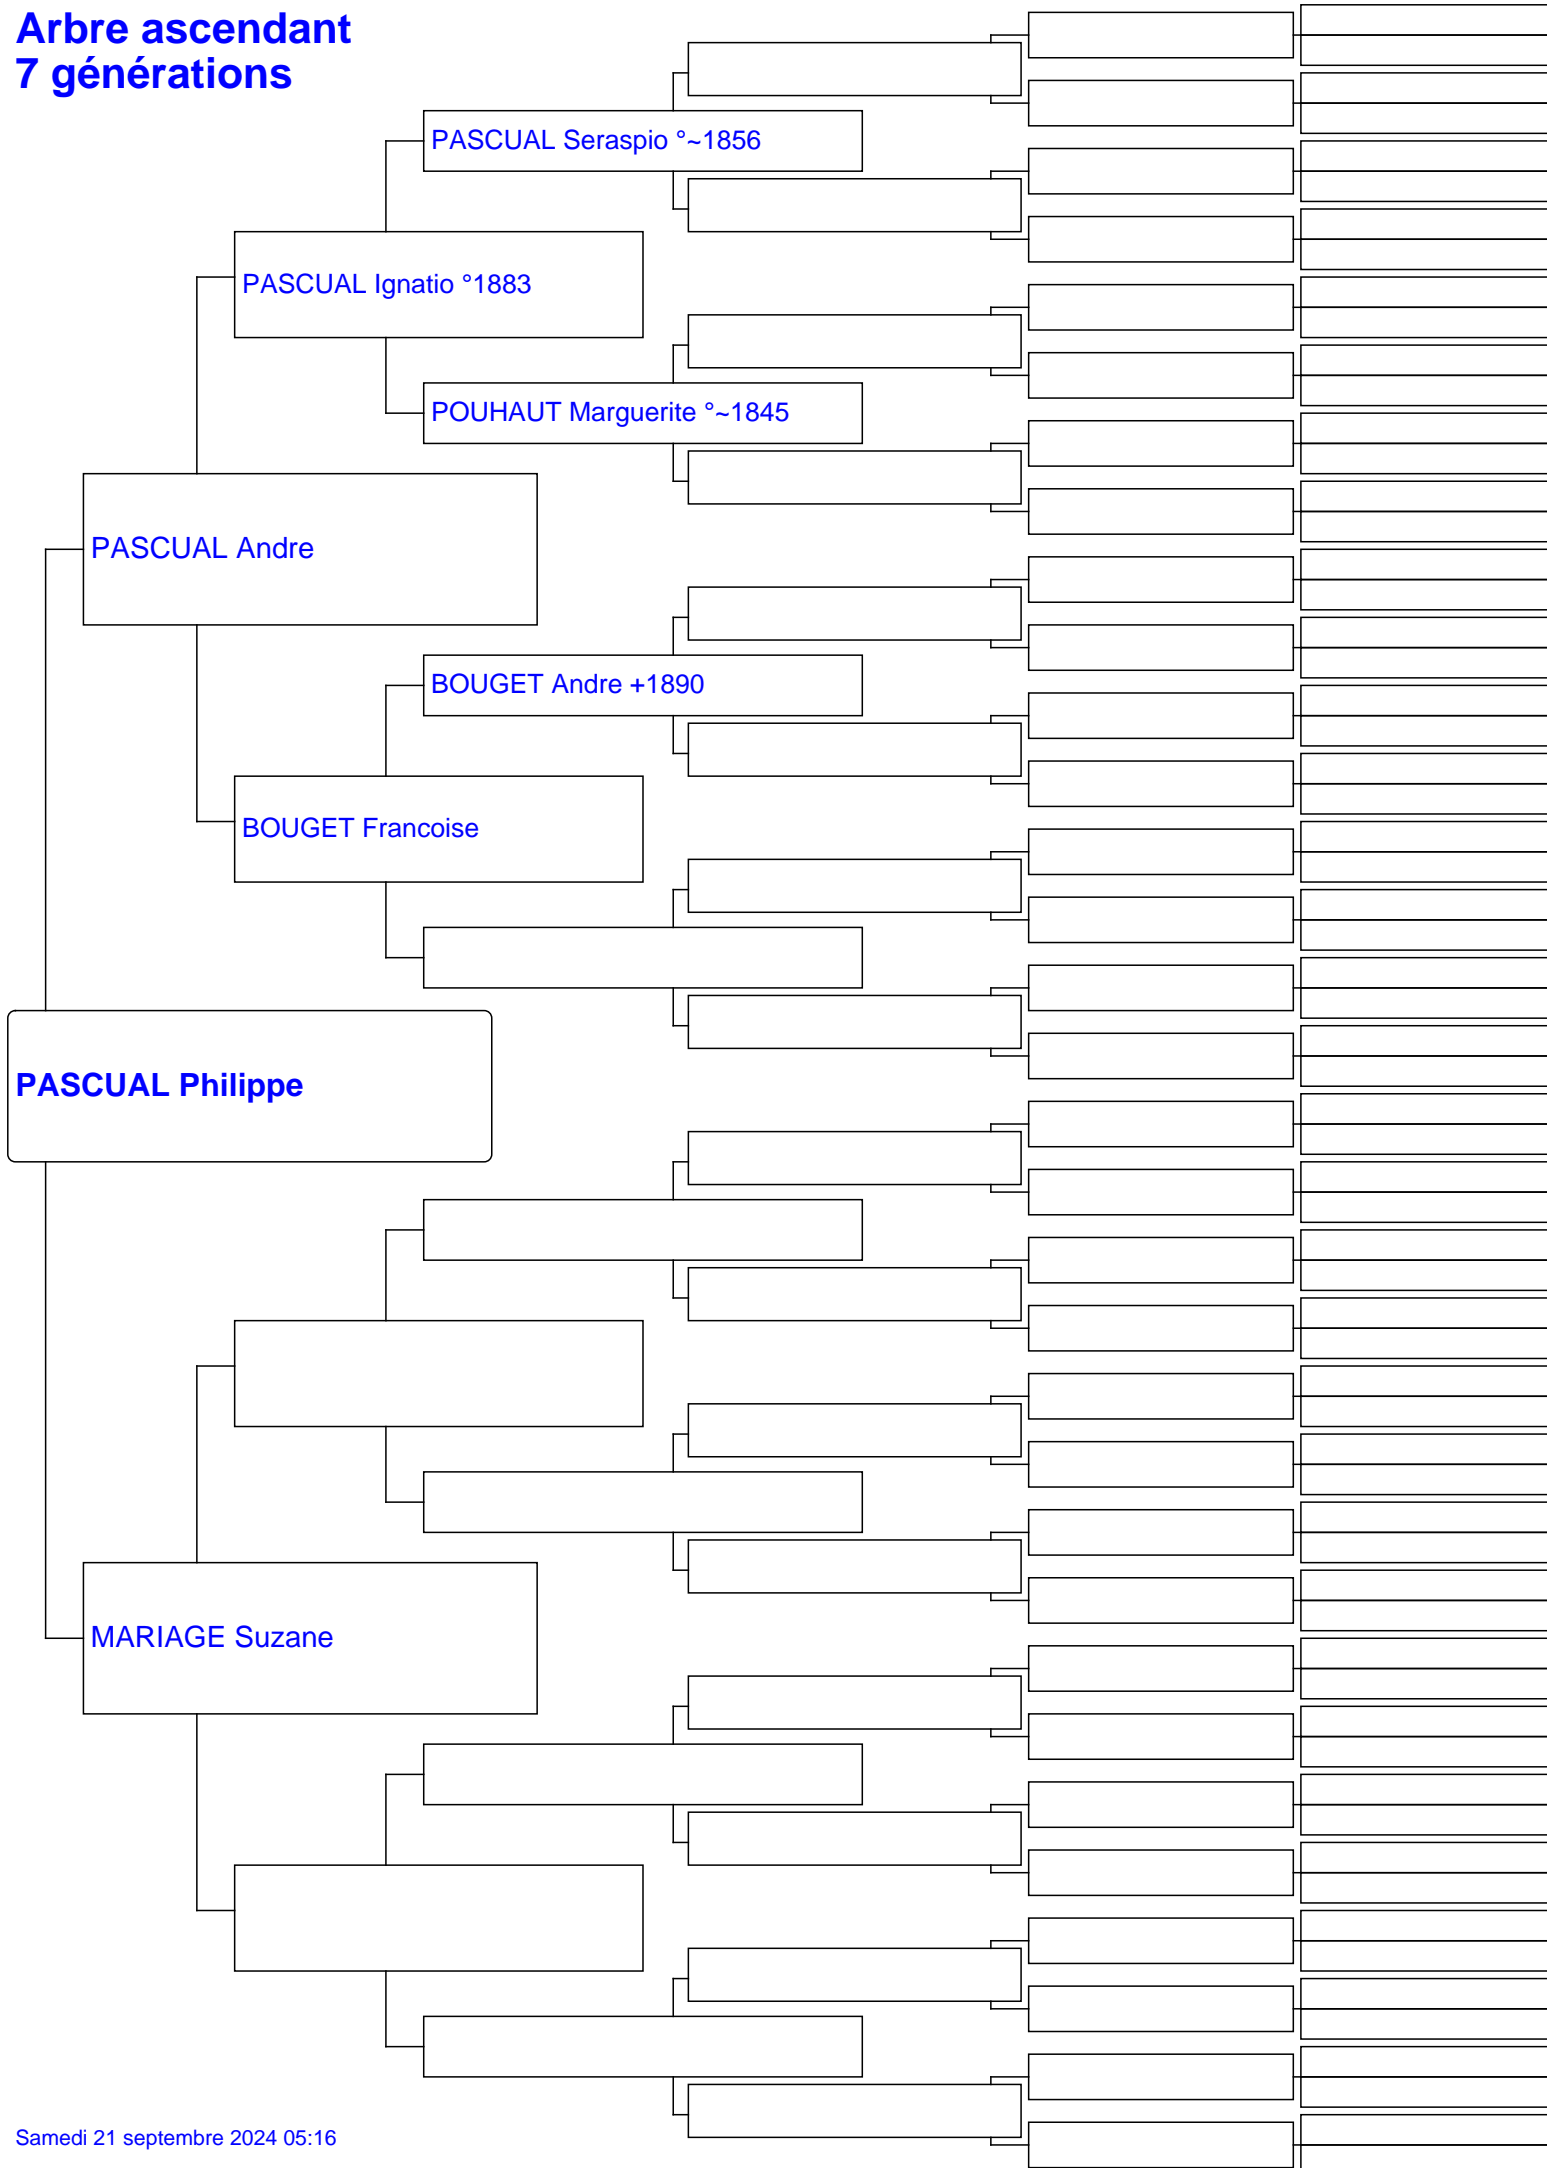 Arbre ascendant
7 générations
PASCUAL Seraspio °~1856
PASCUAL Ignatio °1883
POUHAUT Marguerite °~1845
PASCUAL Andre
BOUGET Andre +1890
BOUGET Francoise
PASCUAL Philippe
MARIAGE Suzane
Samedi 21 septembre 2024 05:16